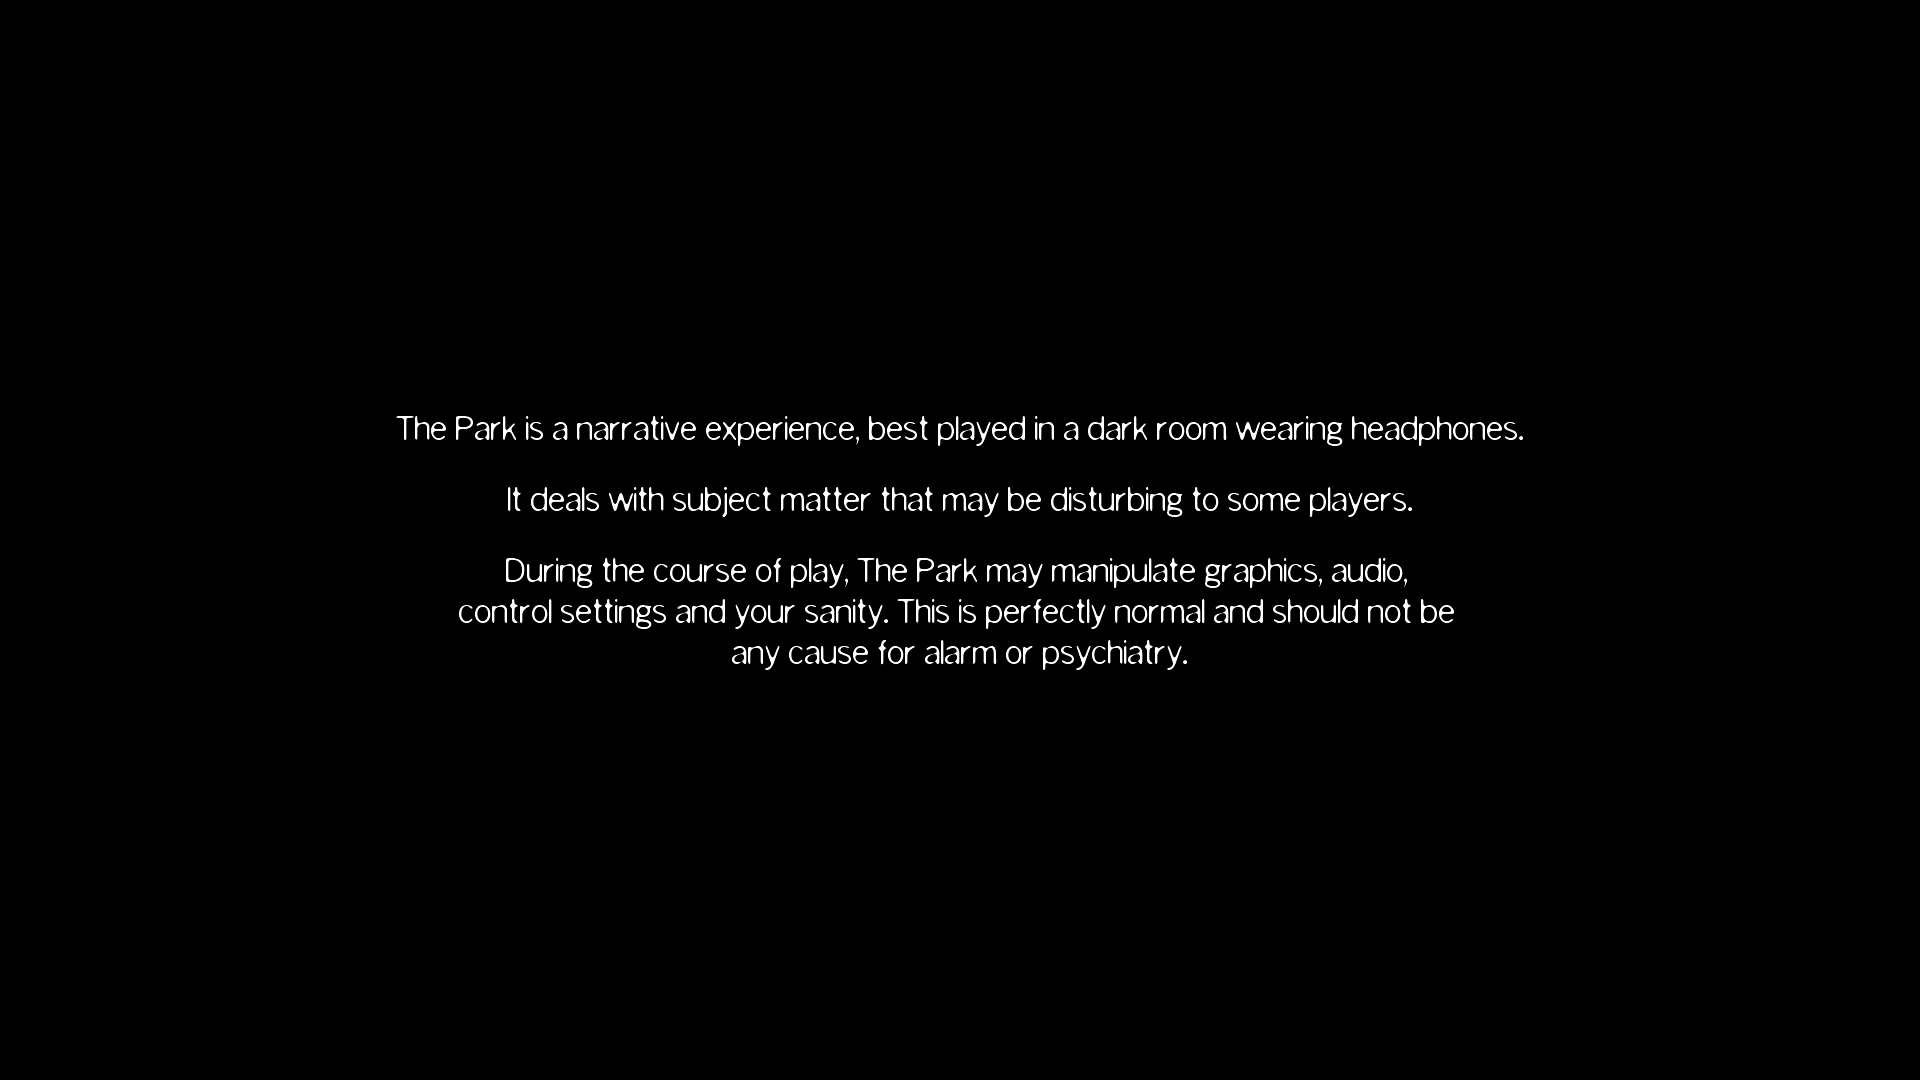 The Park is a narrative experience, best played in a dark room wearing headphones.
It deals with subject matter that may be disturbing to some players.
During the course of play, The Park may manipulate graphics, audio,
control settings and your sanity. This is perfectly normal and should not be
any cause for alarm or psychiatry.